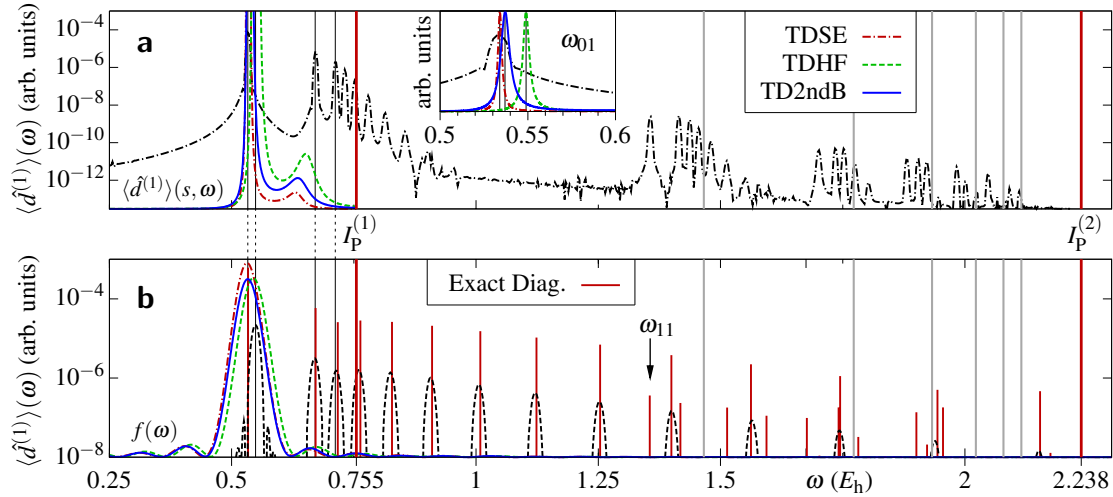 a
⟨d̂⁽¹⁾⟩(ω) (arb. units)
10⁻⁴
10⁻⁶
10⁻⁸
10⁻¹⁰
10⁻¹²
⟨d̂⁽¹⁾⟩(s,ω)
arb. units
ω₀₁
0.5 0.55 0.6
TDSE
TDHF
TD2ndB
1
I_P⁽¹⁾
I_P⁽²⁾
b
⟨d̂⁽¹⁾⟩(ω) (arb. units)
10⁻⁴
10⁻⁶
10⁻⁸
f(ω)
Exact Diag.
ω₁₁
0.25 0.5 0.755 1 1.25 1.5 1.75 ω (E_h) 2 2.238